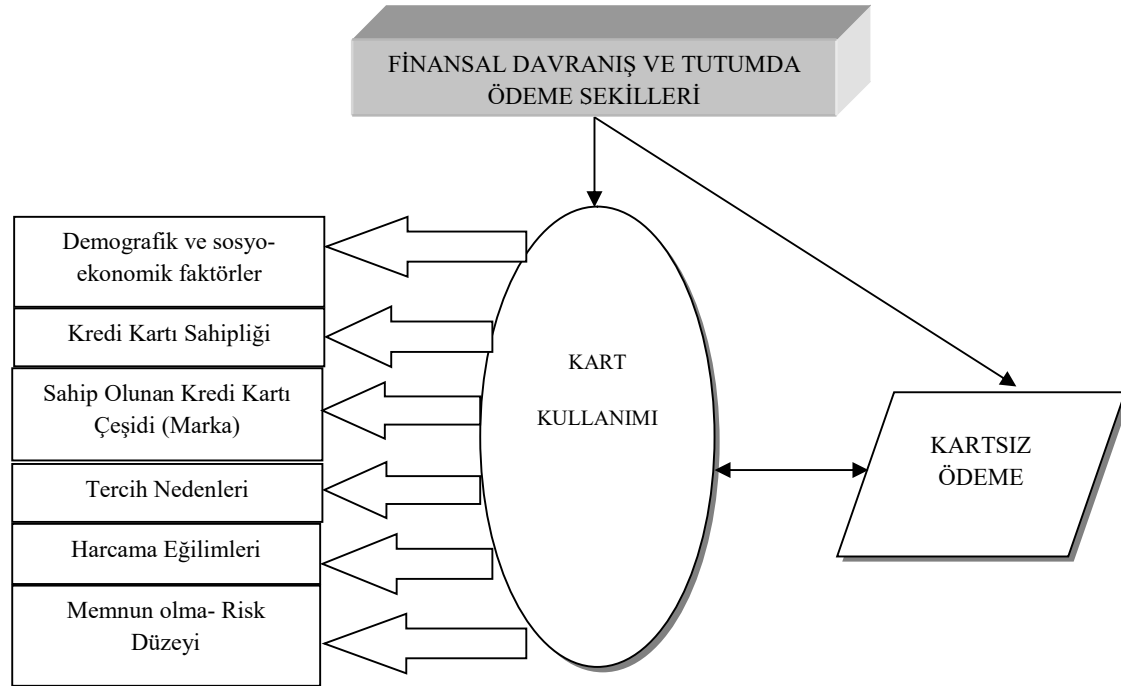 FİNANSAL DAVRANIŞ VE TUTUMDA
ÖDEME SEKİLLERİ
Demografik ve sosyo-
ekonomik faktörler
Kredi Kartı Sahipliği
Sahip Olunan Kredi Kartı
Çeşidi (Marka)
Tercih Nedenleri
Harcama Eğilimleri
Memnun olma- Risk
Düzeyi
KART
KULLANIMI
KARTSIZ
ÖDEME